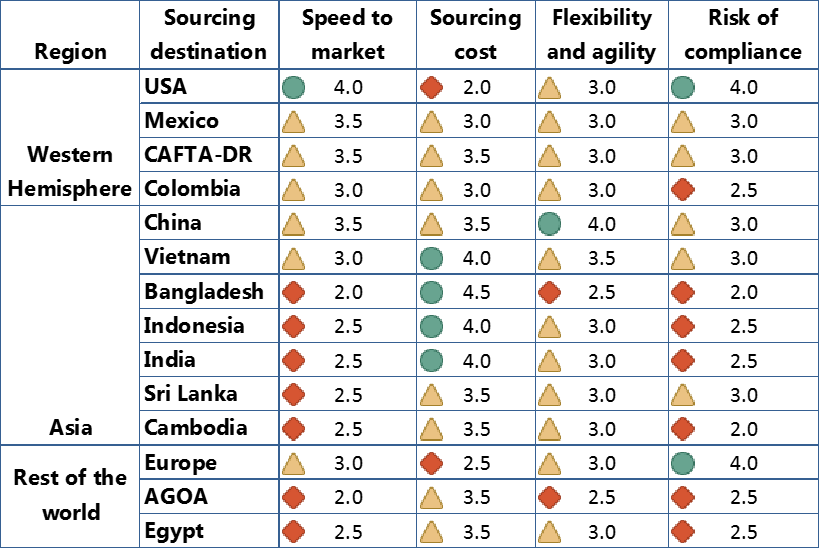 Region Sourcing destination Speed to market Sourcing cost Flexibility and agility Risk of compliance
Western Hemisphere
USA 4.0 2.0 3.0 4.0
Mexico 3.5 3.0 3.0 3.0
CAFTA-DR 3.5 3.5 3.0 3.0
Colombia 3.0 3.0 3.0 2.5
Asia
China 3.5 3.5 4.0 3.0
Vietnam 3.0 4.0 3.5 3.0
Bangladesh 2.0 4.5 2.5 2.0
Indonesia 2.5 4.0 3.0 2.5
India 2.5 4.0 3.0 2.5
Sri Lanka 2.5 3.5 3.0 3.0
Cambodia 2.5 3.5 3.0 2.0
Rest of the world
Europe 3.0 2.5 3.0 4.0
AGOA 2.0 3.5 2.5 2.5
Egypt 2.5 3.5 3.0 2.5